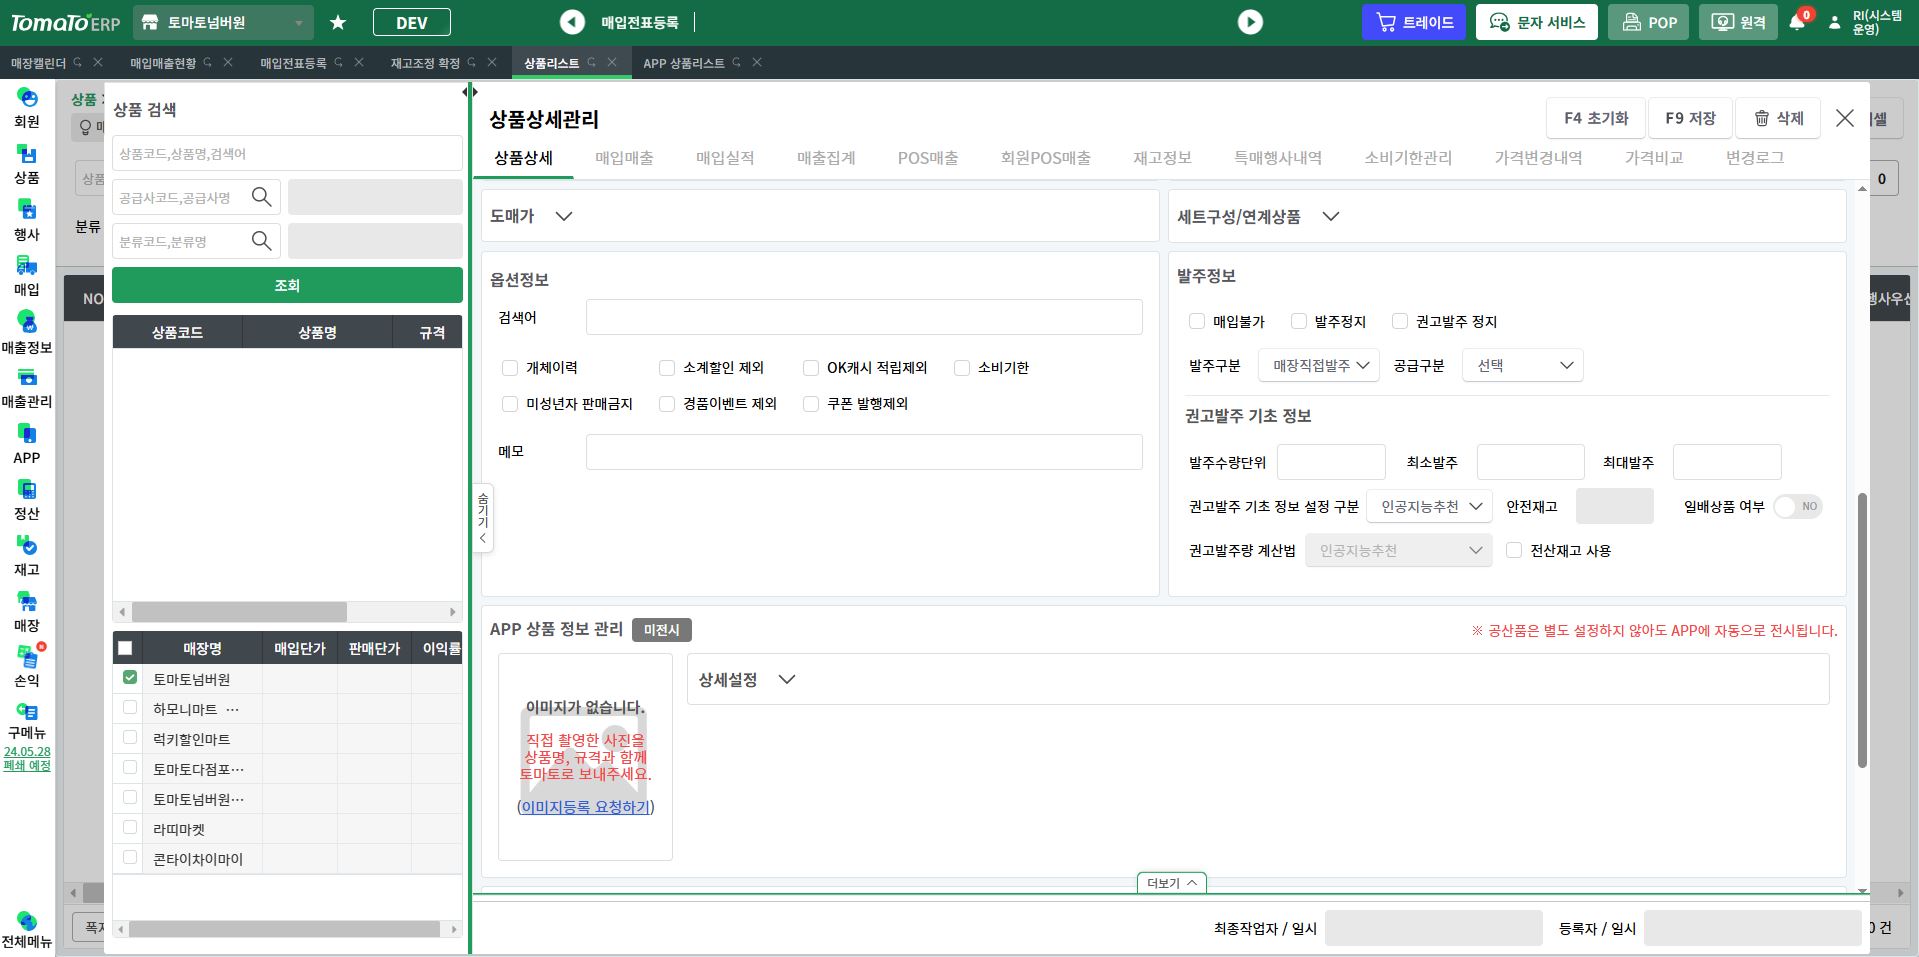 TomaTo ERP 토마토넘버원 DEV 매입전표등록 트레이드 문자 서비스 POP 원격 0 RI(시스템
운영)
매장캘린더 매입매출현황 매입전표등록 재고조정 확정 상품리스트 APP 상품리스트
회원
상품
행사
매입
매출정보
매출관리
APP
정산
재고
매장
손익
N
구메뉴
24.05.28
폐쇄 예정
전체메뉴
상품
매
상품
분류
NO
폭지
상품 검색
상품코드,상품명,검색어
공급사코드,공급사명
분류코드,분류명
조회
상품코드 상품명 규격
매장명 매입단가 판매단가 이익률
토마토넘버원
하모니마트 ...
럭키할인마트
토마토다점포...
토마토넘버원...
라띠마켓
콘타이차이마이
숨기기
상품상세관리
F4 초기화 F9 저장 삭제
상품상세 매입매출 매입실적 매출집계 POS매출 회원POS매출 재고정보 특매행사내역 소비기한관리 가격변경내역 가격비교 변경로그
도매가
세트구성/연계상품
옵션정보
검색어
개체이력 소계할인 제외 OK캐시 적립제외 소비기한
미성년자 판매금지 경품이벤트 제외 쿠폰 발행제외
메모
발주정보
매입불가 발주정지 권고발주 정지
발주구분 매장직접발주 공급구분 선택
권고발주 기초 정보
발주수량단위 최소발주 최대발주
권고발주 기초 정보 설정 구분 인공지능추천 안전재고 일배상품 여부 NO
권고발주량 계산법 인공지능추천 전산재고 사용
APP 상품 정보 관리 미전시
※ 공산품은 별도 설정하지 않아도 APP에 자동으로 전시됩니다.
이미지가 없습니다.
직접 촬영한 사진을
상품명, 규격과 함께
토마토로 보내주세요.
(이미지등록 요청하기)
상세설정
더보기
최종작업자 / 일시 등록자 / 일시
셀
0
행사우선
0 건